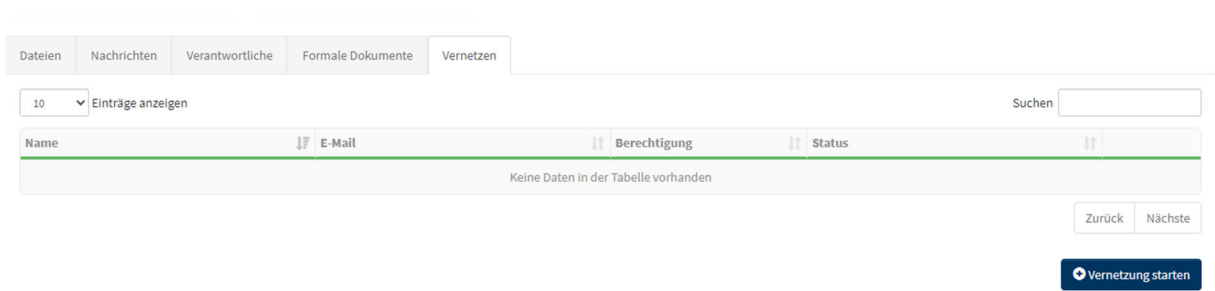 Dateien Nachrichten Verantwortliche Formale Dokumente Vernetzen
10 Einträge anzeigen Suchen
Name E-Mail Berechtigung Status
Keine Daten in der Tabelle vorhanden
Zurück Nächste
Vernetzung starten